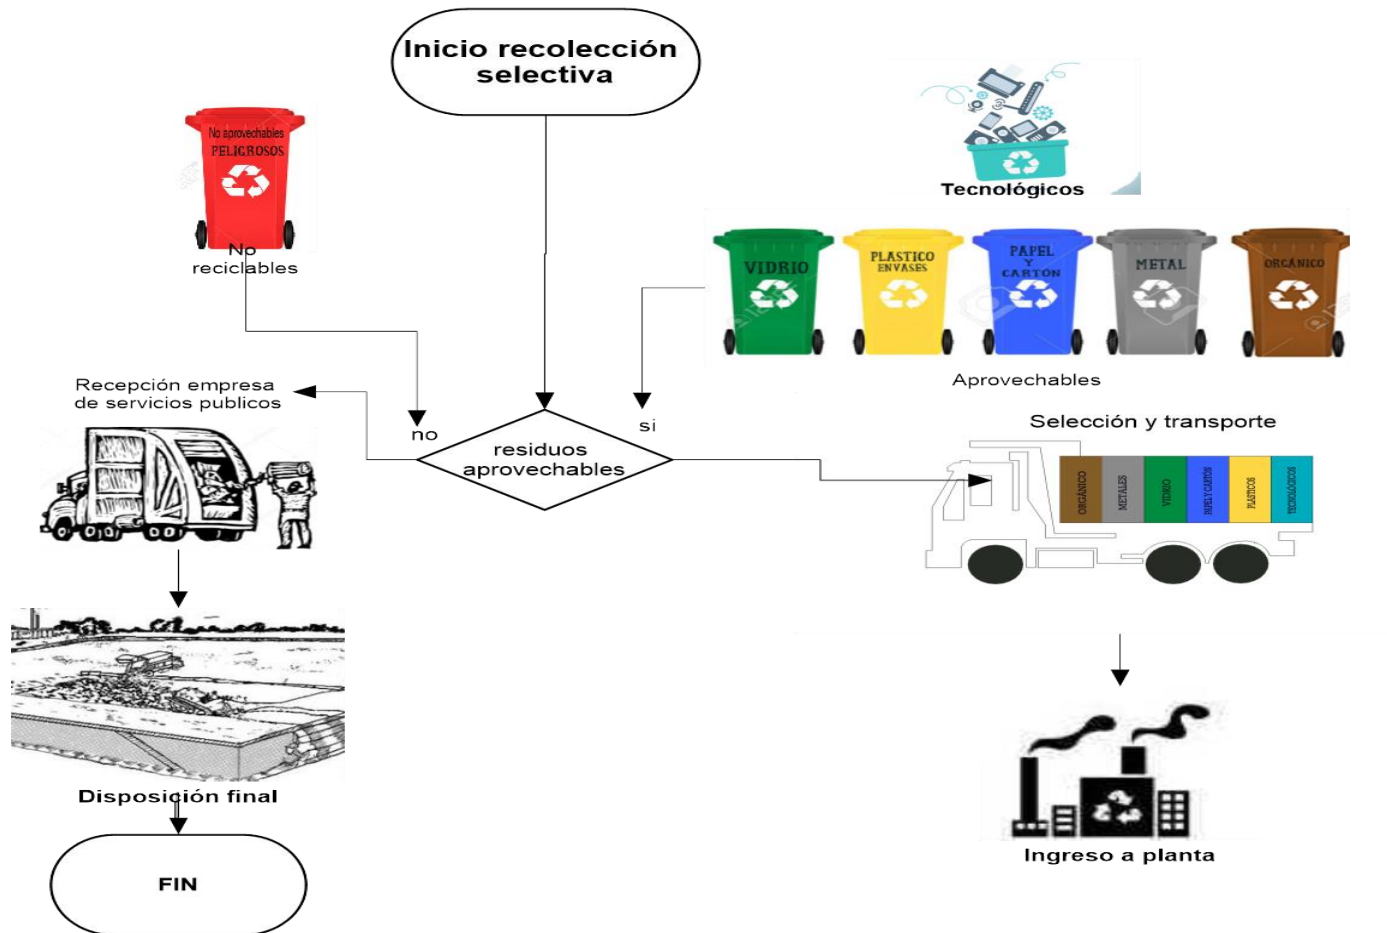 Inicio recolección
selectiva
No aprovechables
PELIGROSOS
No
reciclables
Tecnológicos
VIDRIO
PLASTICO
ENVASES
PAPEL
Y
CARTÓN
METAL
ORGÁNICO
Aprovechables
Recepción empresa
de servicios publicos
no
si
residuos
aprovechables
Selección y transporte
ORGÁNICO
METALES
VIDRIO
PAPEL Y CARTÓN
PLASTICOS
TECNOLÓGICOS
Disposición final
FIN
Ingreso a planta